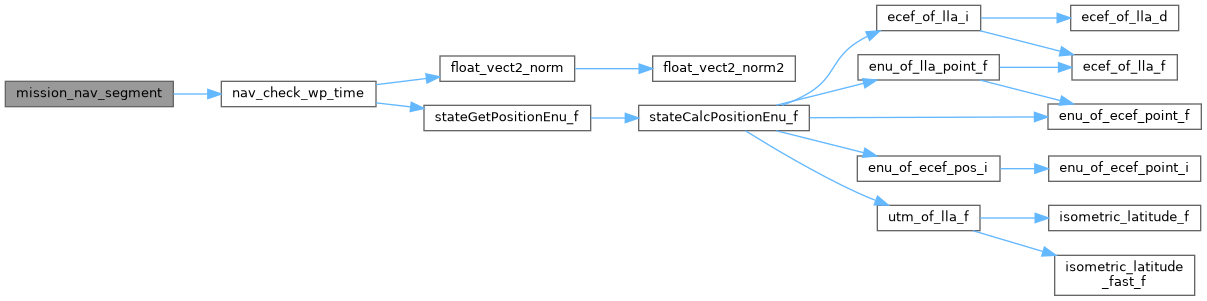 mission_nav_segment
nav_check_wp_time
float_vect2_norm
float_vect2_norm2
stateGetPositionEnu_f
stateCalcPositionEnu_f
ecef_of_lla_i
ecef_of_lla_d
ecef_of_lla_f
enu_of_lla_point_f
enu_of_ecef_point_f
enu_of_ecef_pos_i
enu_of_ecef_point_i
utm_of_lla_f
isometric_latitude_f
isometric_latitude
_fast_f